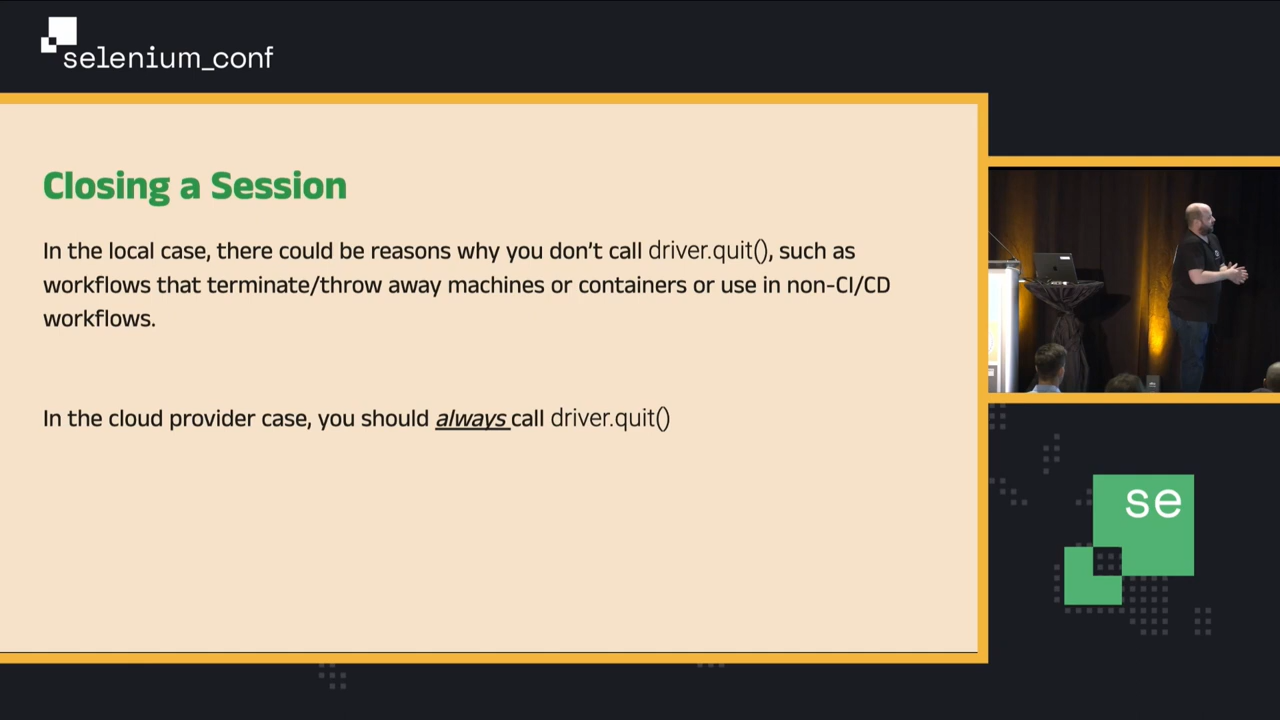 selenium_conf
Closing a Session
In the local case, there could be reasons why you don’t call driver.quit(), such as
workflows that terminate/throw away machines or containers or use in non-CI/CD
workflows.
In the cloud provider case, you should always call driver.quit()
se